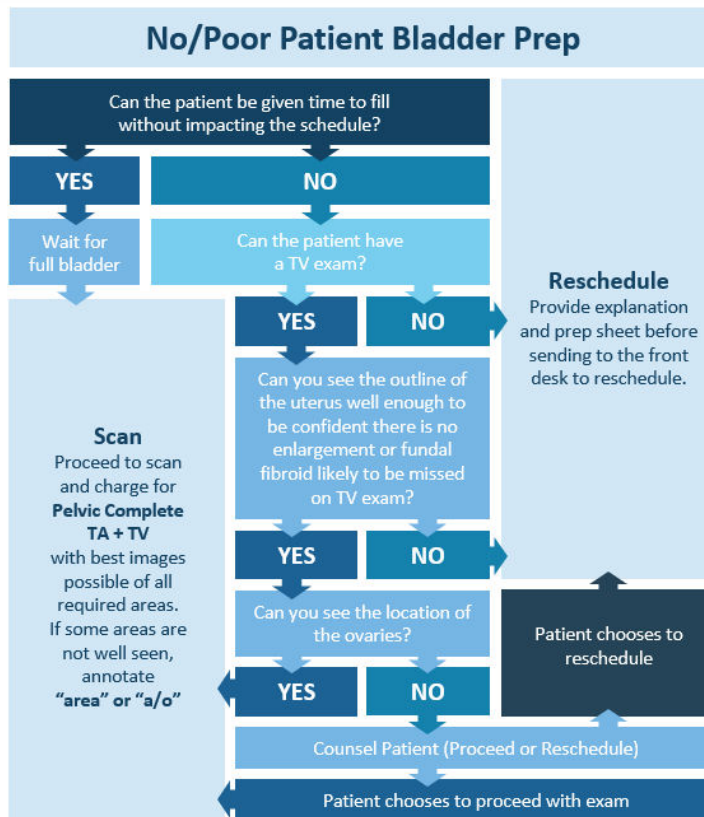 No/Poor Patient Bladder Prep
Can the patient be given time to fill
without impacting the schedule?
YES
NO
Wait for
full bladder
Can the patient have
a TV exam?
YES
NO
Reschedule
Provide explanation
and prep sheet before
sending to the front
desk to reschedule.
Can you see the outline of
the uterus well enough to
be confident there is no
enlargement or fundal
fibroid likely to be missed
on TV exam?
Scan
Proceed to scan
and charge for
Pelvic Complete
TA + TV
with best images
possible of all
required areas.
If some areas are
not well seen,
annotate
“area” or “a/o”
YES
NO
Can you see the location of
the ovaries?
YES
NO
Patient chooses to
reschedule
Counsel Patient (Proceed or Reschedule)
Patient chooses to proceed with exam